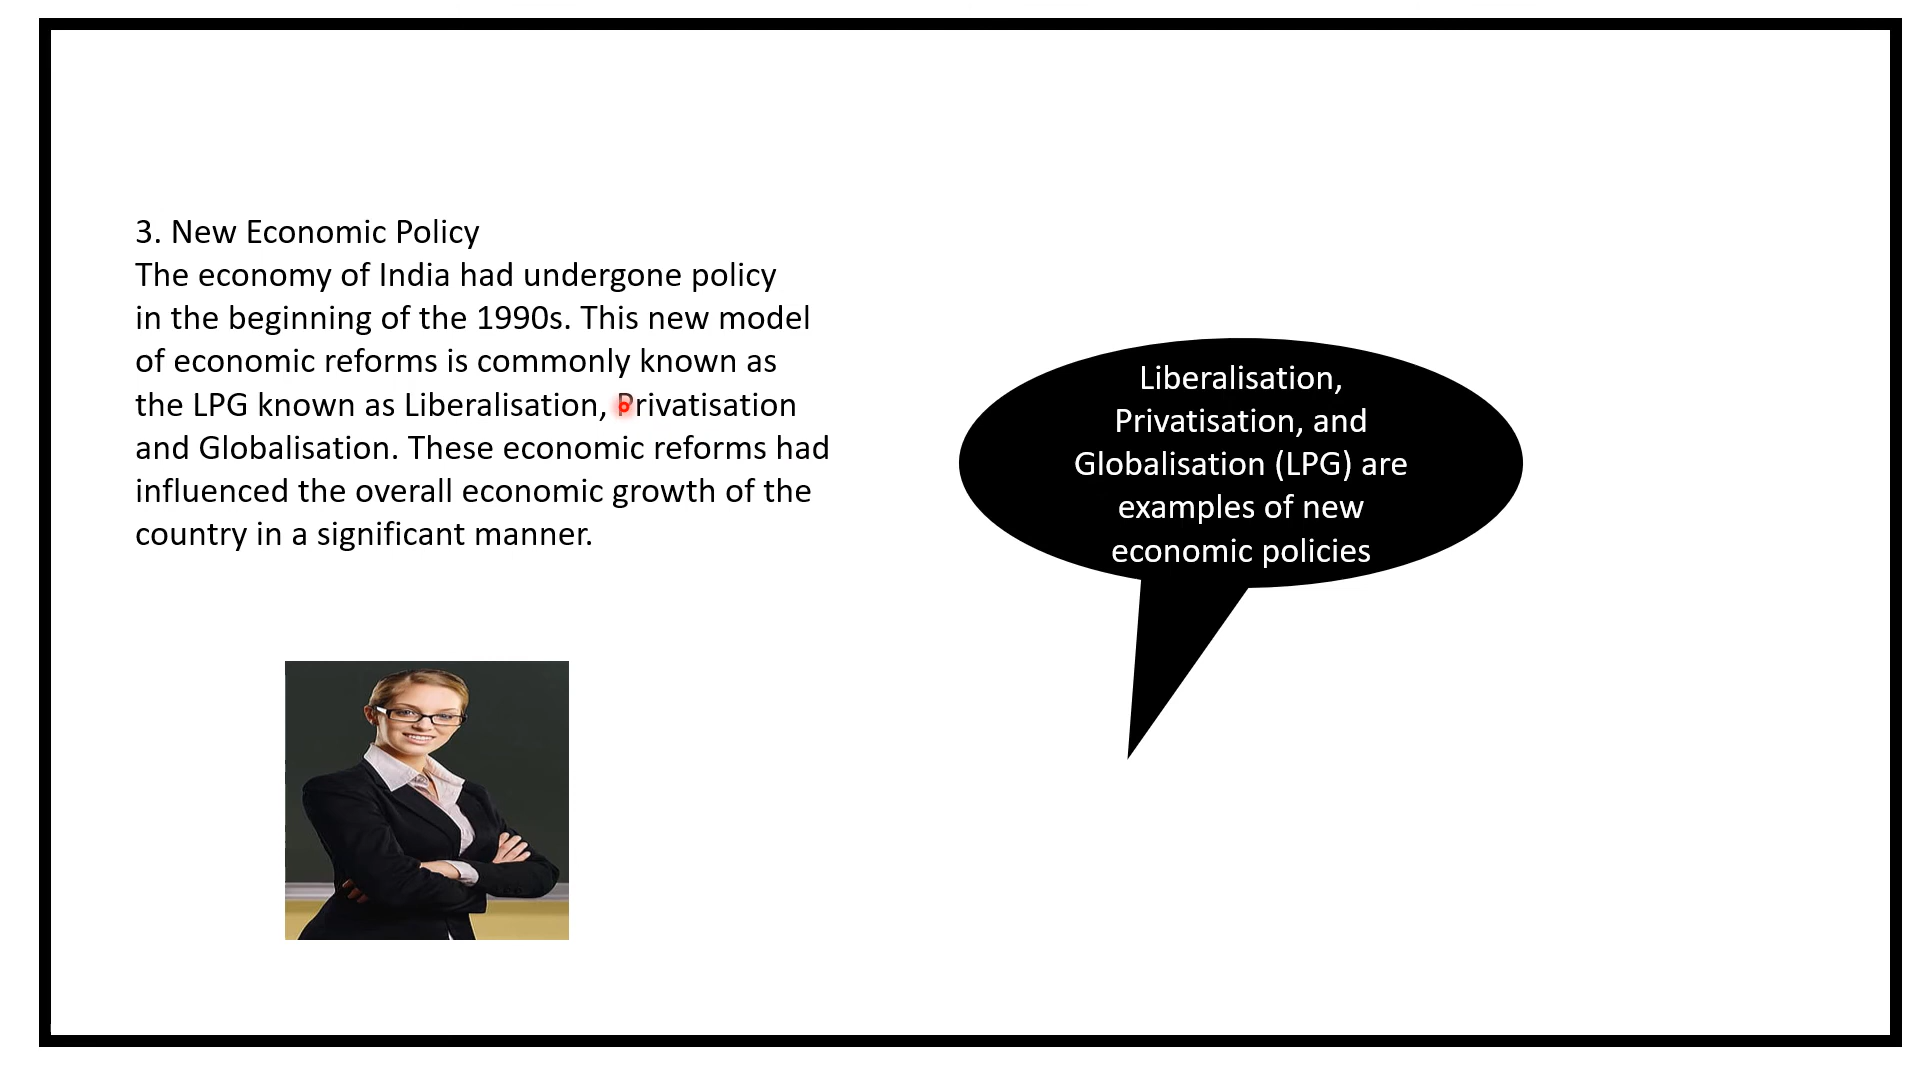 3. New Economic Policy
The economy of India had undergone policy
in the beginning of the 1990s. This new model
of economic reforms is commonly known as
the LPG known as Liberalisation, Privatisation
and Globalisation. These economic reforms had
influenced the overall economic growth of the
country in a significant manner.
Liberalisation,
Privatisation, and
Globalisation (LPG) are
examples of new
economic policies